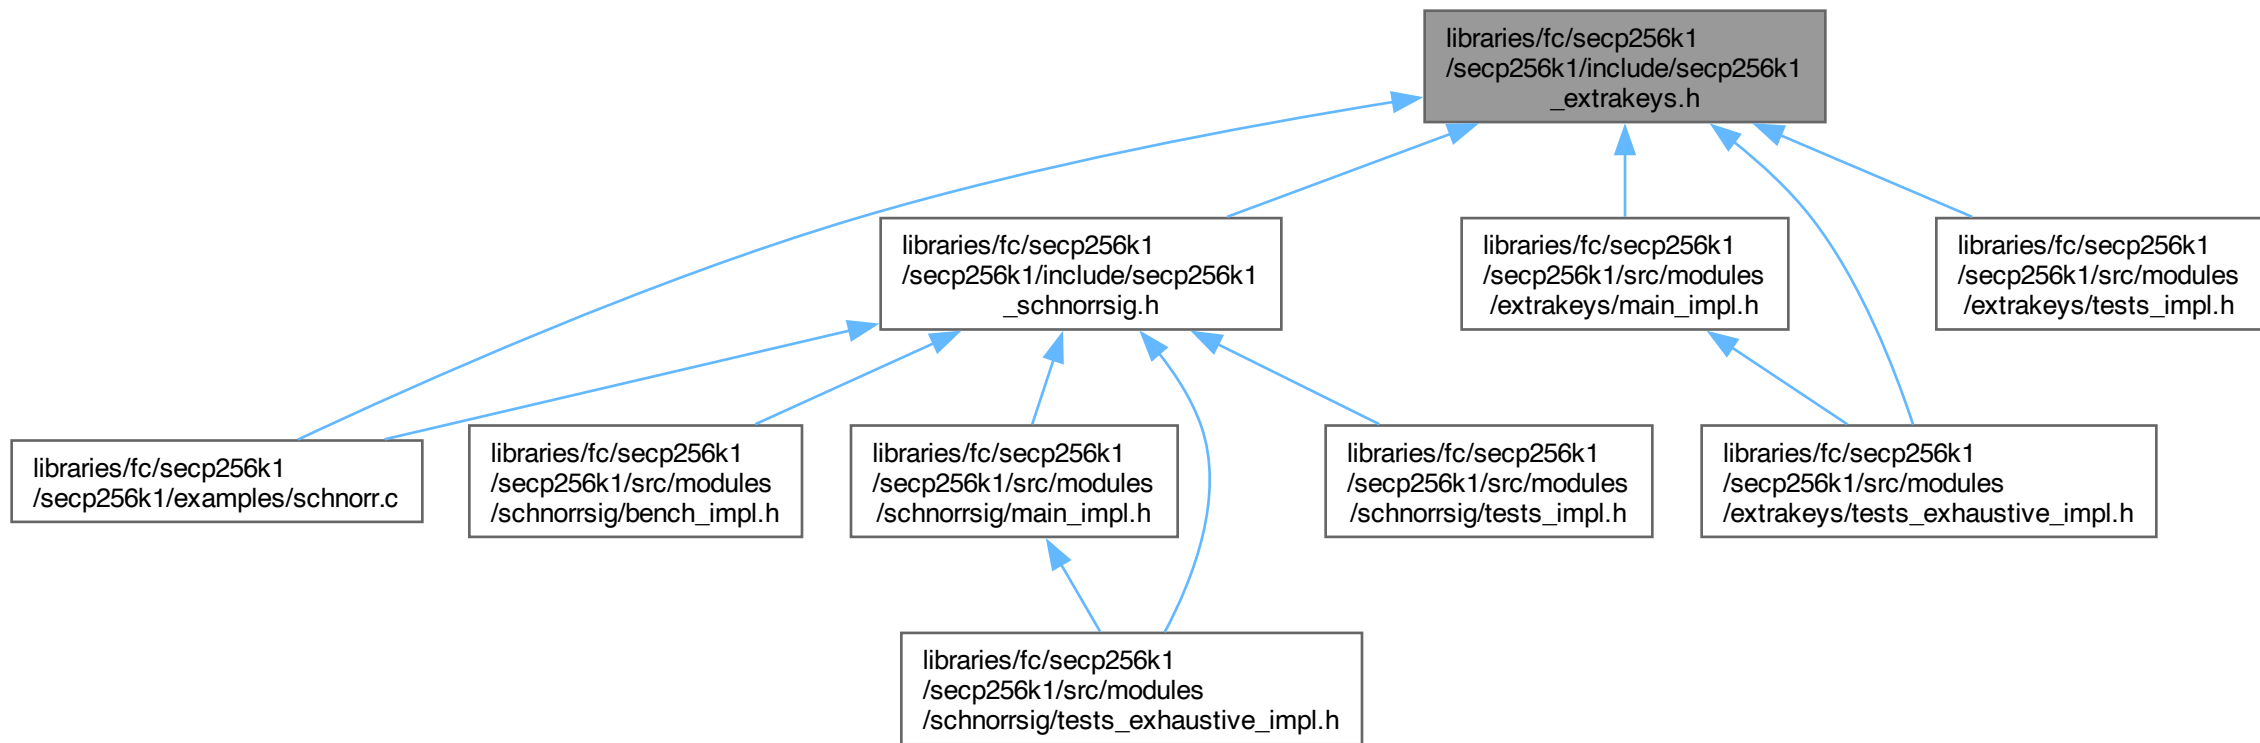 libraries/fc/secp256k1
/secp256k1/include/secp256k1
_extrakeys.h
libraries/fc/secp256k1
/secp256k1/include/secp256k1
_schnorrsig.h
libraries/fc/secp256k1
/secp256k1/src/modules
/extrakeys/main_impl.h
libraries/fc/secp256k1
/secp256k1/src/modules
/extrakeys/tests_impl.h
libraries/fc/secp256k1
/secp256k1/examples/schnorr.c
libraries/fc/secp256k1
/secp256k1/src/modules
/schnorrsig/bench_impl.h
libraries/fc/secp256k1
/secp256k1/src/modules
/schnorrsig/main_impl.h
libraries/fc/secp256k1
/secp256k1/src/modules
/schnorrsig/tests_impl.h
libraries/fc/secp256k1
/secp256k1/src/modules
/extrakeys/tests_exhaustive_impl.h
libraries/fc/secp256k1
/secp256k1/src/modules
/schnorrsig/tests_exhaustive_impl.h